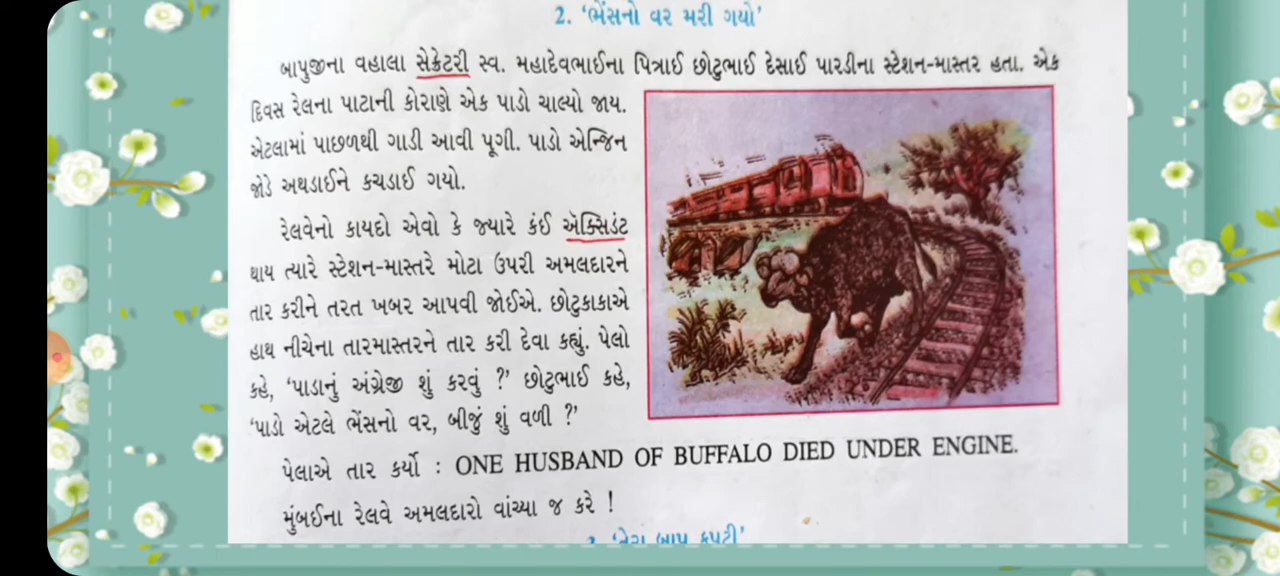 2. ‘ભેંસનો વર મરી ગયો’
બાપુજીના વહાલા સેક્રેટરી સ્વ. મહાદેવભાઈના પિત્રાઈ છોટુભાઈ દેસાઈ પારડીના સ્ટેશન-માસ્તર હતા. એક
દિવસ રેલના પાટાની કોરાણે એક પાડો ચાલ્યો જાય.
એટલામાં પાછળથી ગાડી આવી પૂગી. પાડો એન્જિન
જોડે અથડાઈને કચડાઈ ગયો.
રેલવેનો કાયદો એવો કે જ્યારે કંઈ ઍક્સિડંટ
થાય ત્યારે સ્ટેશન-માસ્તરે મોટા ઉપરી અમલદારને
તાર કરીને તરત ખબર આપવી જોઈએ. છોટુકાકાએ
હાથ નીચેના તારમાસ્તરને તાર કરી દેવા કહ્યું. પેલો
કહે, ‘પાડાનું અંગ્રેજી શું કરવું ?’ છોટુભાઈ કહે,
‘પાડો એટલે ભેંસનો વર, બીજું શું વળી ?’
પેલાએ તાર કર્યો : ONE HUSBAND OF BUFFALO DIED UNDER ENGINE.
મુંબઈના રેલવે અમલદારો વાંચ્યા જ કરે !